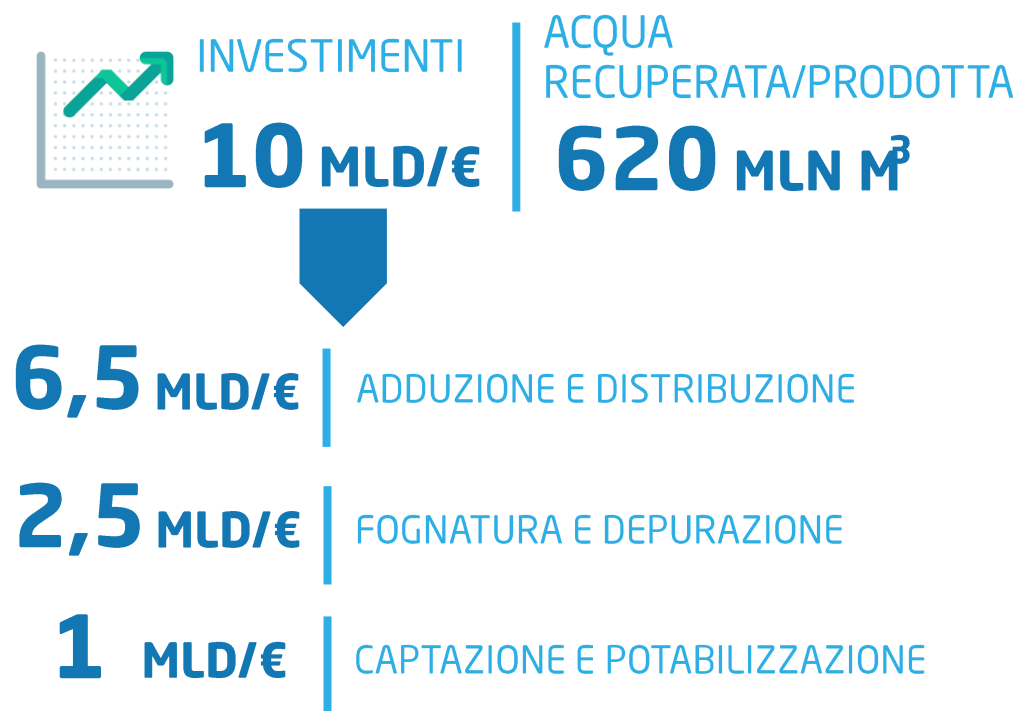 INVESTIMENTI
10 MLD/€
ACQUA
RECUPERATA/PRODOTTA
620 MLN M³
6,5 MLD/€
ADDUZIONE E DISTRIBUZIONE
2,5 MLD/€
FOGNATURA E DEPURAZIONE
1 MLD/€
CAPTAZIONE E POTABILIZZAZIONE